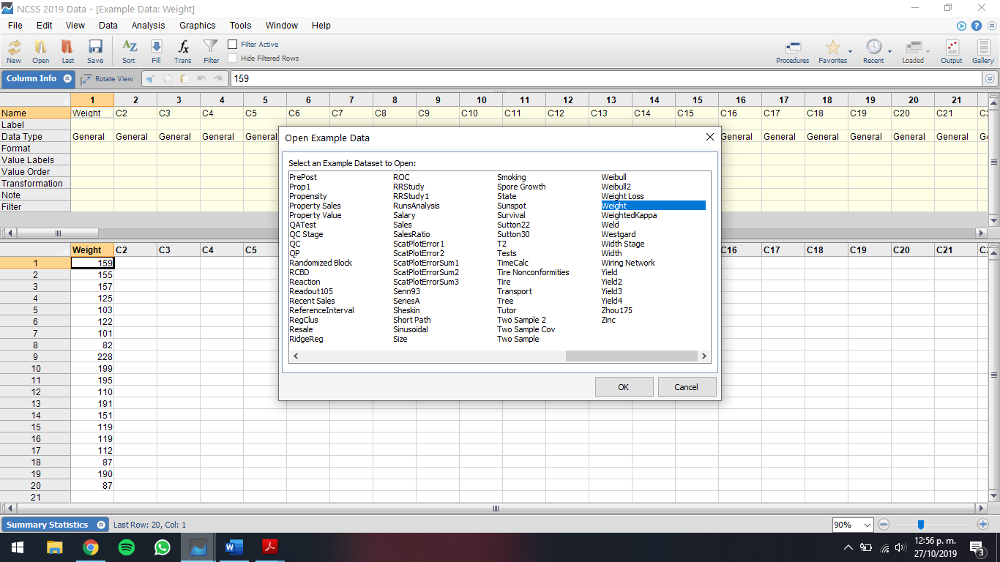 NCSS 2019 Data - [Example Data: Weight]
File Edit View Data Analysis Graphics Tools Window Help
New Open Last Save Sort Fill Trans Filter Filter Active Hide Filtered Rows Procedures Favorites Recent Loaded Output Gallery
Column Info Rotate View 159
1 2 3 4 5 6 7 8 9 10 11 12 13 14 15 16 17 18 19 20 21
Name Weight C2 C3 C4 C5 C6 C7 C8 C9 C10 C11 C12 C13 C14 C15 C16 C17 C18 C19 C20 C21
Label
Data Type General General General General General General General General General General General
Format
Value Labels
Value Order
Transformation
Note
Filter
Open Example Data
Select an Example Dataset to Open:
PrePost ROC Smoking Weibull
Prop1 RRStudy Spore Growth Weibull2
Propensity RRStudy1 State Weight Loss
Property Sales RunsAnalysis Sunspot Weight
Property Value Salary Survival WeightedKappa
QATest Sales Sutton22 Weld
QC Stage SalesRatio Sutton30 Westgard
QC ScatPlotError1 T2 Width Stage
QP ScatPlotError2 Tests Width
Randomized Block ScatPlotErrorSum1 TimeCalc Wiring Network
RCBD ScatPlotErrorSum2 Tire Nonconformities Yield
Reaction ScatPlotErrorSum3 Tire Yield2
Readout105 Senn93 Transport Yield3
Recent Sales SeriesA Tree Yield4
ReferenceInterval Sheskin Tutor Zhou175
RegClus Short Path Two Sample 2 Zinc
Resale Sinusoidal Two Sample Cov
RidgeReg Size Two Sample
OK Cancel
Weight C2 C3 C4 C5 C16 C17 C18 C19 C20 C21
1 159
2 155
3 157
4 125
5 103
6 122
7 101
8 82
9 228
10 199
11 195
12 110
13 191
14 151
15 119
16 119
17 112
18 87
19 190
20 87
21
Summary Statistics Last Row: 20, Col: 1 90%
12:56 p. m.
27/10/2019
3